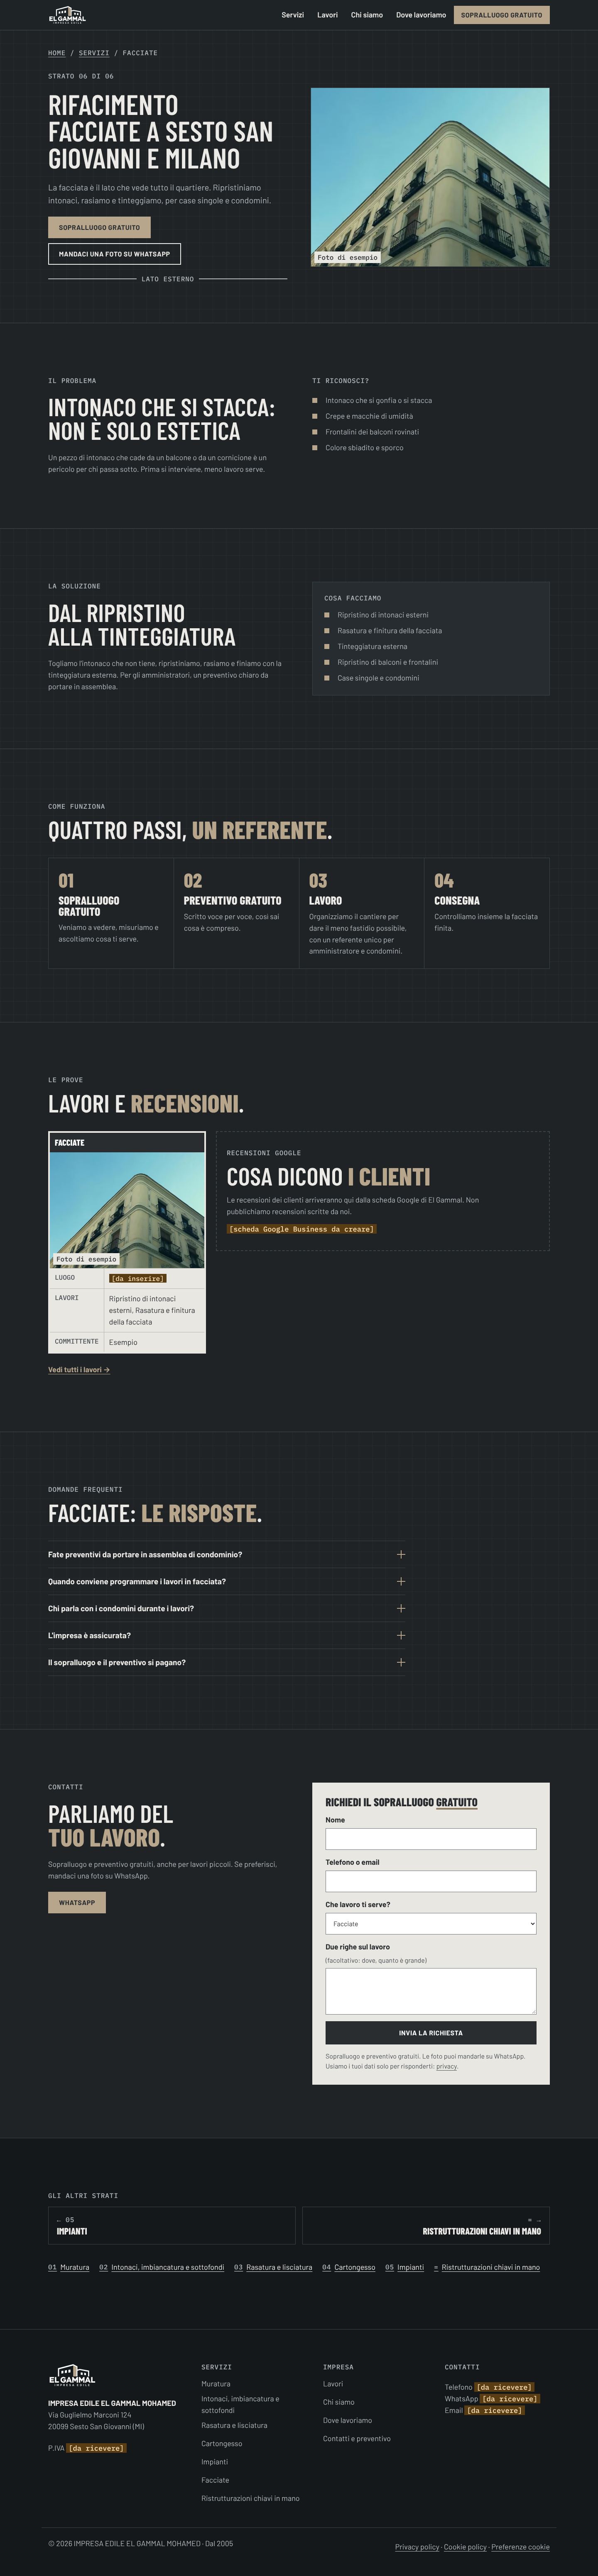 EL GAMMAL
IMPRESA EDILE
Servizi
Lavori
Chi siamo
Dove lavoriamo
SOPRALLUOGO GRATUITO
HOME / SERVIZI / FACCIATE
STRATO 06 DI 06
RIFACIMENTO
FACCIATE A SESTO SAN
GIOVANNI E MILANO
La facciata è il lato che vede tutto il quartiere. Ripristiniamo
intonaci, rasiamo e tinteggiamo, per case singole e condomini.
SOPRALLUOGO GRATUITO
MANDACI UNA FOTO SU WHATSAPP
LATO ESTERNO
Foto di esempio
IL PROBLEMA
INTONACO CHE SI STACCA:
NON È SOLO ESTETICA
Un pezzo di intonaco che cade da un balcone o da un cornicione è un
pericolo per chi passa sotto. Prima si interviene, meno lavoro serve.
TI RICONOSCI?
Intonaco che si gonfia o si stacca
Crepe e macchie di umidità
Frontalini dei balconi rovinati
Colore sbiadito e sporco
LA SOLUZIONE
DAL RIPRISTINO
ALLA TINTEGGIATURA
Togliamo l'intonaco che non tiene, ripristiniamo, rasiamo e finiamo con la
tinteggiatura esterna. Per gli amministratori, un preventivo chiaro da
portare in assemblea.
COSA FACCIAMO
Ripristino di intonaci esterni
Rasatura e finitura della facciata
Tinteggiatura esterna
Ripristino di balconi e frontalini
Case singole e condomini
COME FUNZIONA
QUATTRO PASSI, UN REFERENTE.
01
SOPRALLUOGO
GRATUITO
Veniamo a vedere, misuriamo e
ascoltiamo cosa ti serve.
02
PREVENTIVO GRATUITO
Scritto voce per voce, così sai
cosa è compreso.
03
LAVORO
Organizziamo il cantiere per
dare il meno fastidio possibile,
con un referente unico per
amministratore e condomini.
04
CONSEGNA
Controlliamo insieme la facciata
finita.
LE PROVE
LAVORI E RECENSIONI.
FACCIATE
Foto di esempio
LUOGO
[da inserire]
LAVORI
Ripristino di intonaci
esterni, Rasatura e finitura
della facciata
COMMITTENTE
Esempio
RECENSIONI GOOGLE
COSA DICONO I CLIENTI
Le recensioni dei clienti arriveranno qui dalla scheda Google di El Gammal. Non
pubblichiamo recensioni scritte da noi.
[scheda Google Business da creare]
Vedi tutti i lavori →
DOMANDE FREQUENTI
FACCIATE: LE RISPOSTE.
Fate preventivi da portare in assemblea di condominio?
Quando conviene programmare i lavori in facciata?
Chi parla con i condomini durante i lavori?
L'impresa è assicurata?
Il sopralluogo e il preventivo si pagano?
CONTATTI
PARLIAMO DEL
TUO LAVORO.
Sopralluogo e preventivo gratuiti, anche per lavori piccoli. Se preferisci,
mandaci una foto su WhatsApp.
WHATSAPP
RICHIEDI IL SOPRALLUOGO GRATUITO
Nome
Telefono o email
Che lavoro ti serve?
Facciate
Due righe sul lavoro
(facoltativo: dove, quanto è grande)
INVIA LA RICHIESTA
Sopralluogo e preventivo gratuiti. Le foto puoi mandarle su WhatsApp.
Usiamo i tuoi dati solo per risponderti: privacy.
GLI ALTRI STRATI
← 05
IMPIANTI
= →
RISTRUTTURAZIONI CHIAVI IN MANO
01 Muratura 02 Intonaci, imbiancatura e sottofondi 03 Rasatura e lisciatura 04 Cartongesso 05 Impianti = Ristrutturazioni chiavi in mano
EL GAMMAL
IMPRESA EDILE
IMPRESA EDILE EL GAMMAL MOHAMED
Via Guglielmo Marconi 124
20099 Sesto San Giovanni (MI)
P.IVA [da ricevere]
SERVIZI
Muratura
Intonaci, imbiancatura e
sottofondi
Rasatura e lisciatura
Cartongesso
Impianti
Facciate
Ristrutturazioni chiavi in mano
IMPRESA
Lavori
Chi siamo
Dove lavoriamo
Contatti e preventivo
CONTATTI
Telefono [da ricevere]
WhatsApp [da ricevere]
Email [da ricevere]
© 2026 IMPRESA EDILE EL GAMMAL MOHAMED · Dal 2005
Privacy policy · Cookie policy · Preferenze cookie